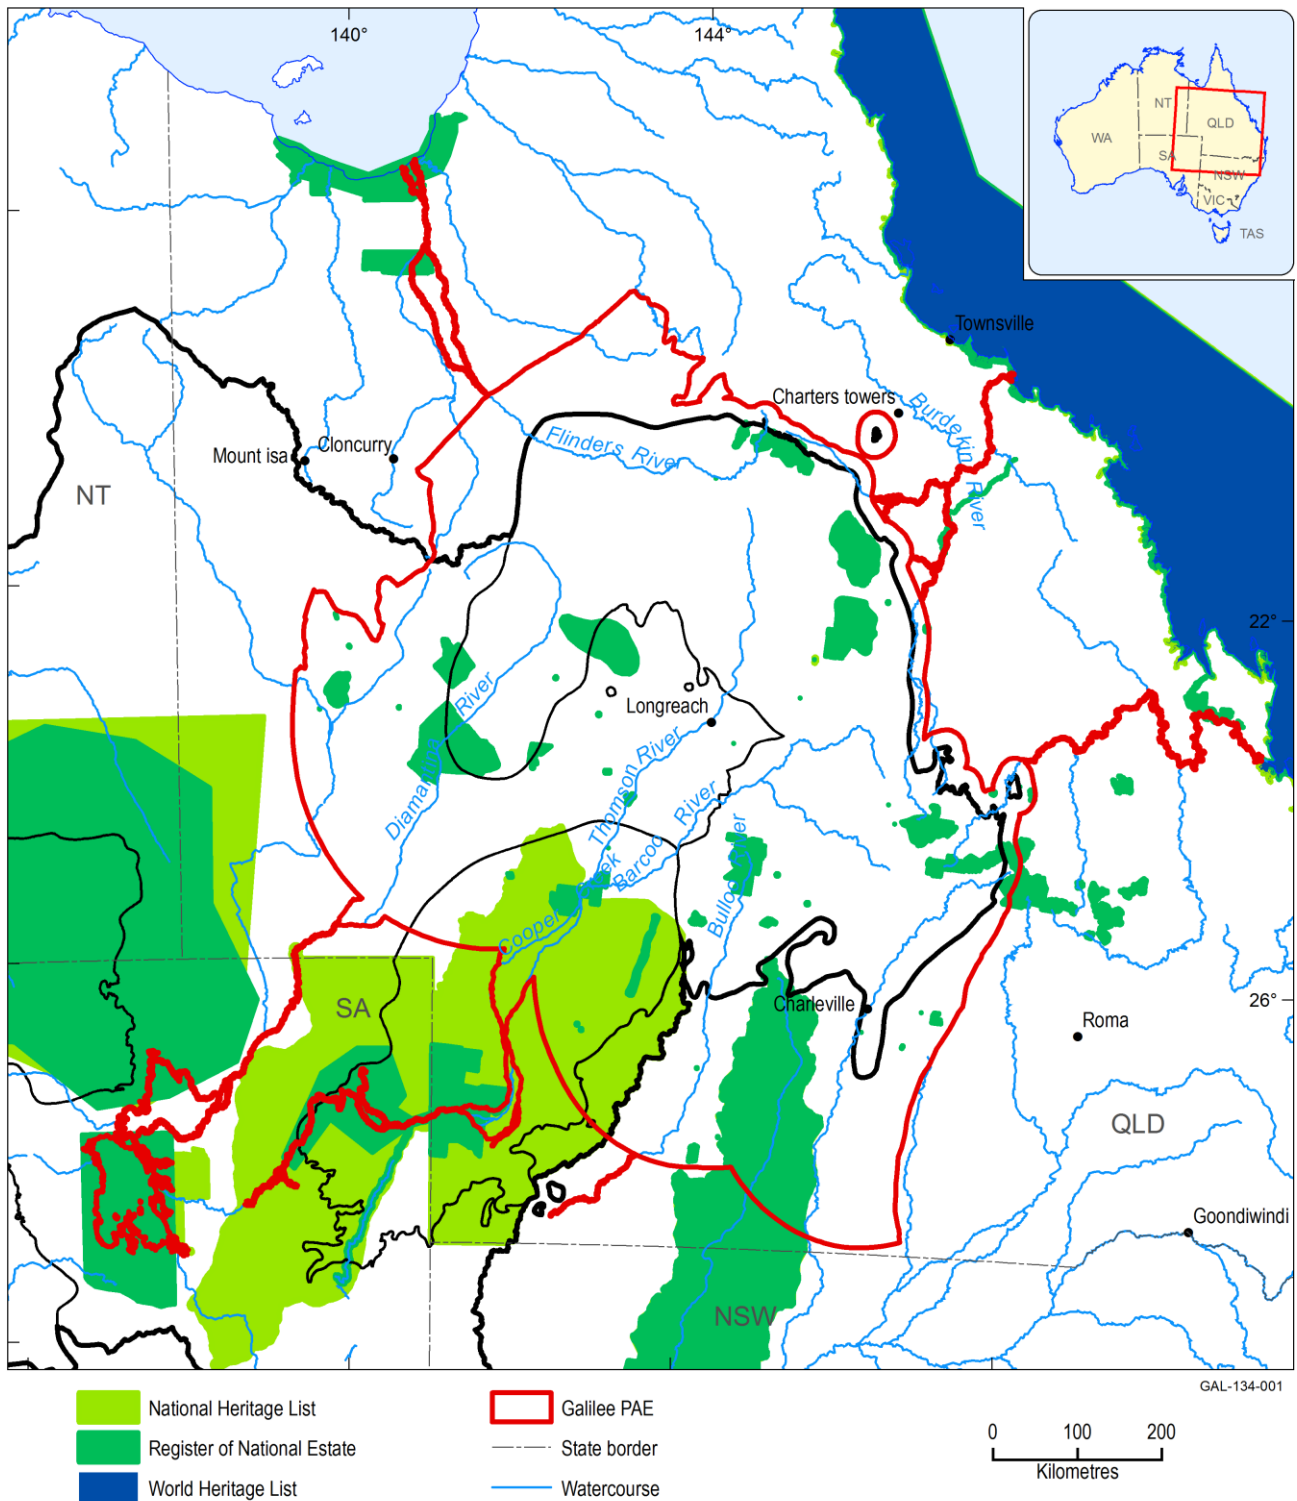 140°
144°
NT
QLD
WA
SA
NSW
VIC
TAS
Townsville
Charters towers
Burdekin River
Flinders River
Mount isa
Cloncurry
NT
22°
Longreach
Diamantina River
Thomson River
Barcoo River
Cooper Creek
Bulloo River
SA
26°
Charleville
Roma
QLD
Goondiwindi
NSW
GAL-134-001
National Heritage List
Register of National Estate
World Heritage List
Galilee PAE
State border
Watercourse
0 100 200
Kilometres